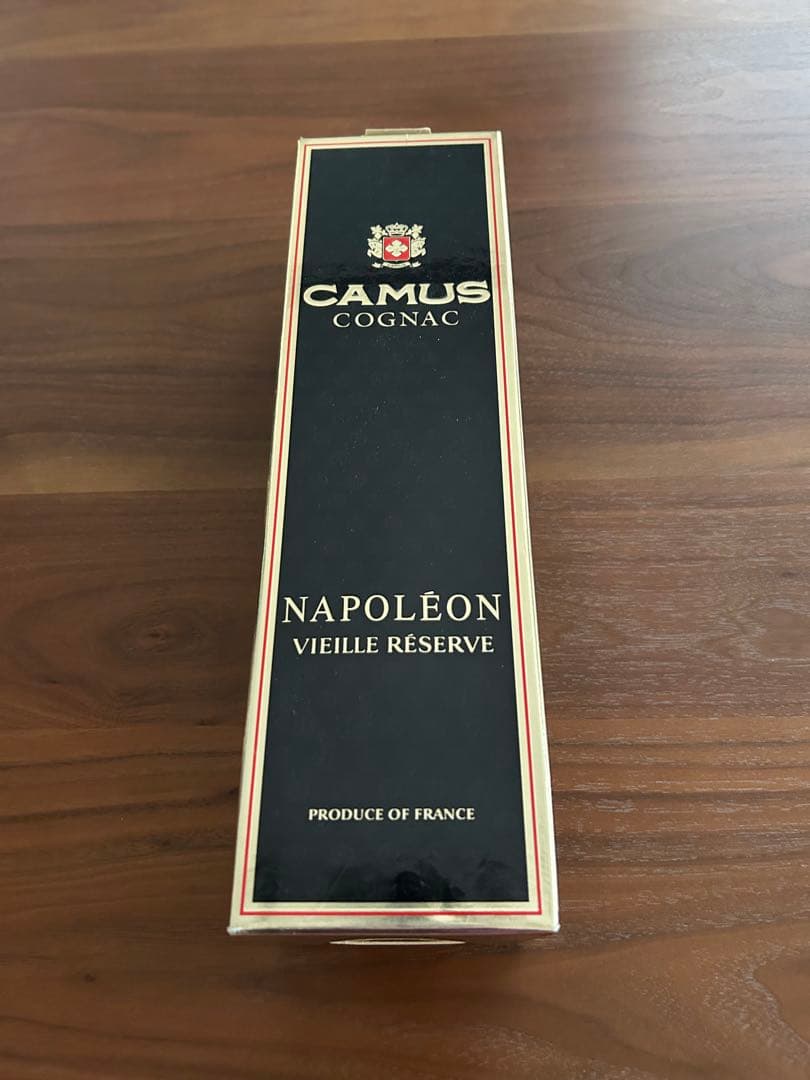 CAMUS
COGNAC
NAPOLÉON
VIEILLE RÉSERVE
PRODUCE OF FRANCE